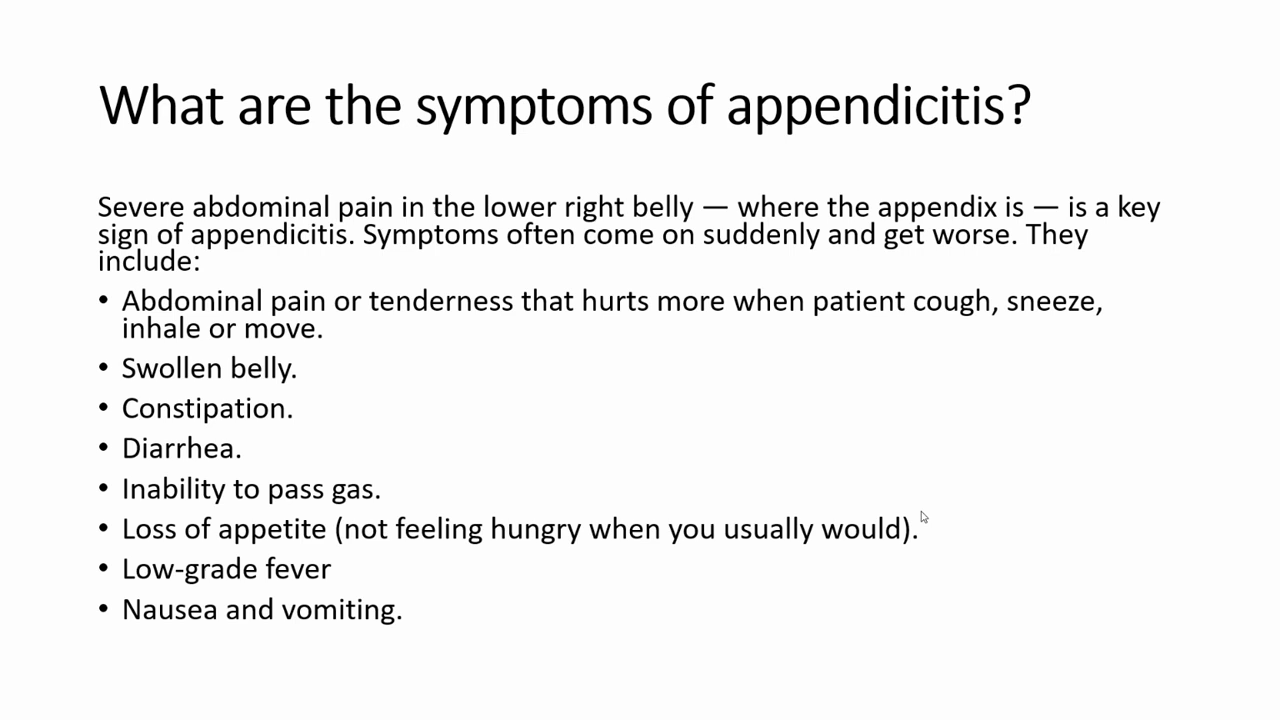 What are the symptoms of appendicitis?
Severe abdominal pain in the lower right belly — where the appendix is — is a key
sign of appendicitis. Symptoms often come on suddenly and get worse. They
include:
• Abdominal pain or tenderness that hurts more when patient cough, sneeze,
inhale or move.
• Swollen belly.
• Constipation.
• Diarrhea.
• Inability to pass gas.
• Loss of appetite (not feeling hungry when you usually would).
• Low-grade fever
• Nausea and vomiting.